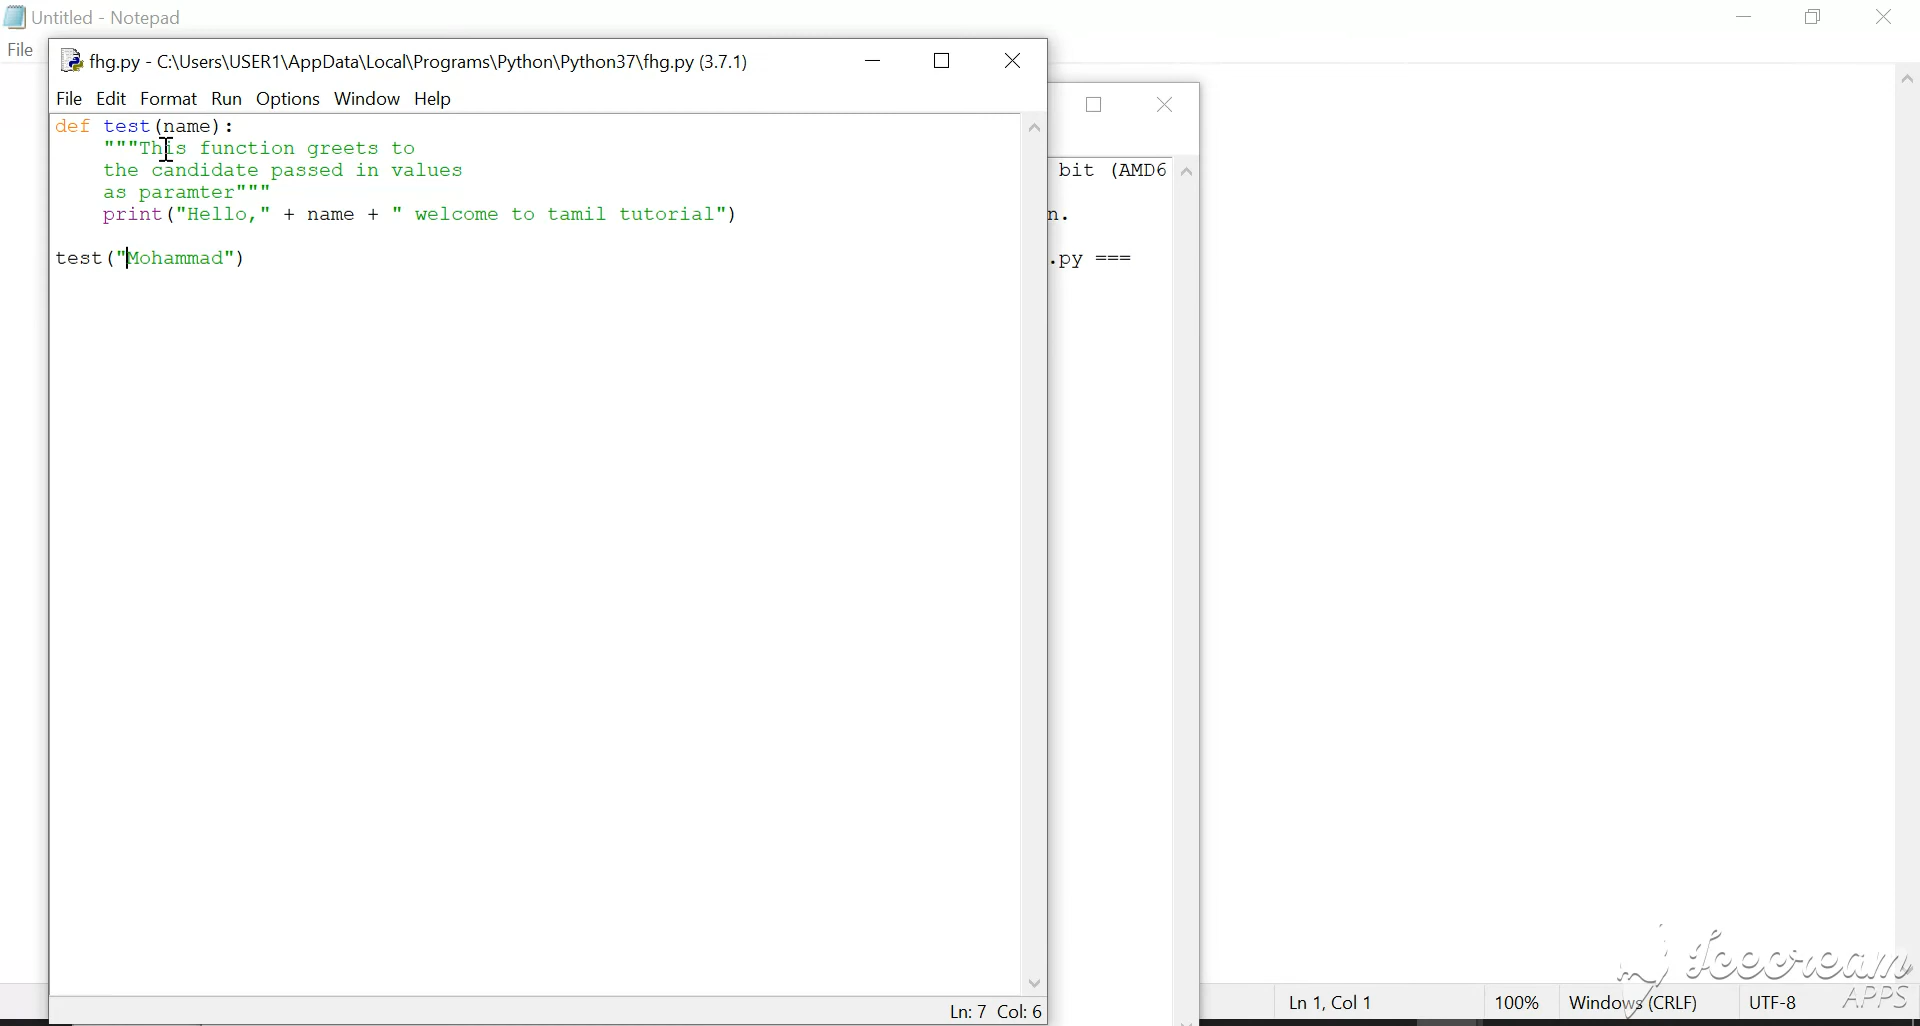 Untitled - Notepad
File
fhg.py - C:\Users\USER1\AppData\Local\Programs\Python\Python37\fhg.py (3.7.1)
File Edit Format Run Options Window Help
def test(name):
    """This function greets to
    the candidate passed in values
    as paramter"""
    print("Hello," + name + " welcome to tamil tutorial")
test("Mohammad")
bit (AMD6
n.
.py ===
Ln: 7 Col: 6
Ln 1, Col 1
100%
Windows (CRLF)
UTF-8
Icecream
APPS